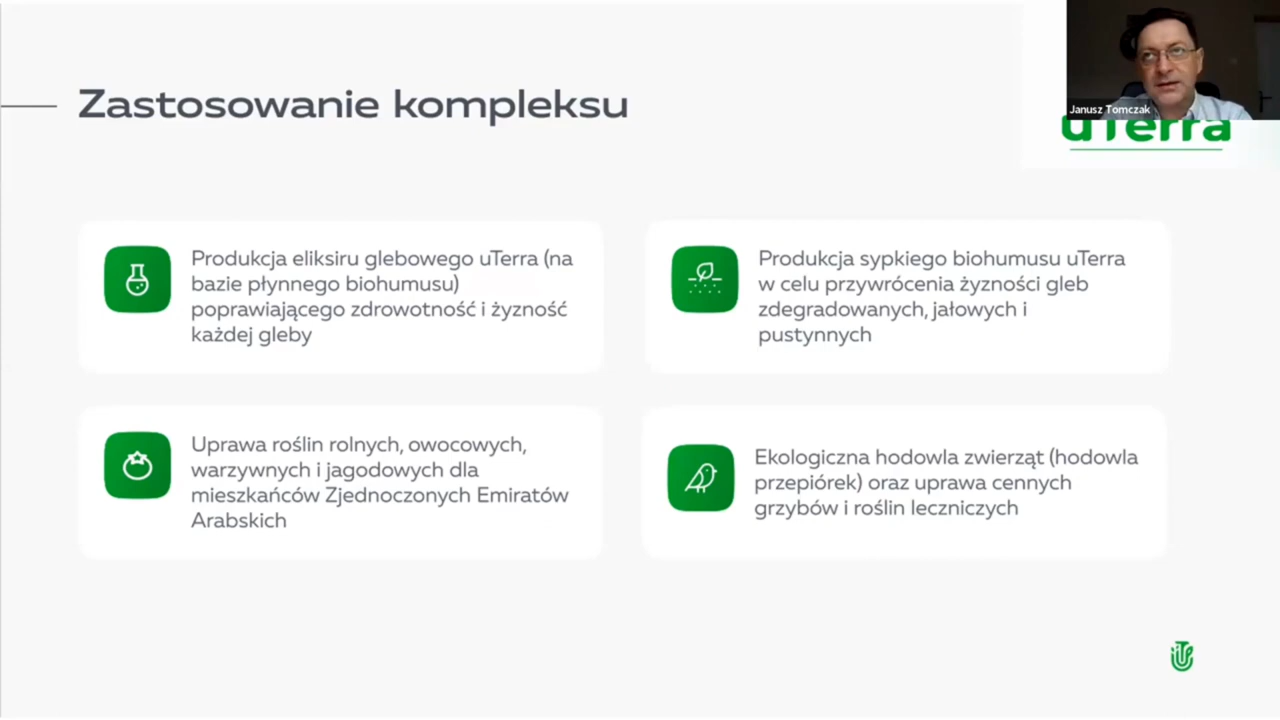 Zastosowanie kompleksu
Janusz Tomczak
uTerra
Produkcja eliksiru glebowego uTerra (na
bazie płynnego biohumusu)
poprawiającego zdrowotność i żyzność
każdej gleby
Produkcja sypkiego biohumusu uTerra
w celu przywrócenia żyzności gleb
zdegradowanych, jałowych i
pustynnych
Uprawa roślin rolnych, owocowych,
warzywnych i jagodowych dla
mieszkańców Zjednoczonych Emiratów
Arabskich
Ekologiczna hodowla zwierząt (hodowla
przepiórek) oraz uprawa cennych
grzybów i roślin leczniczych